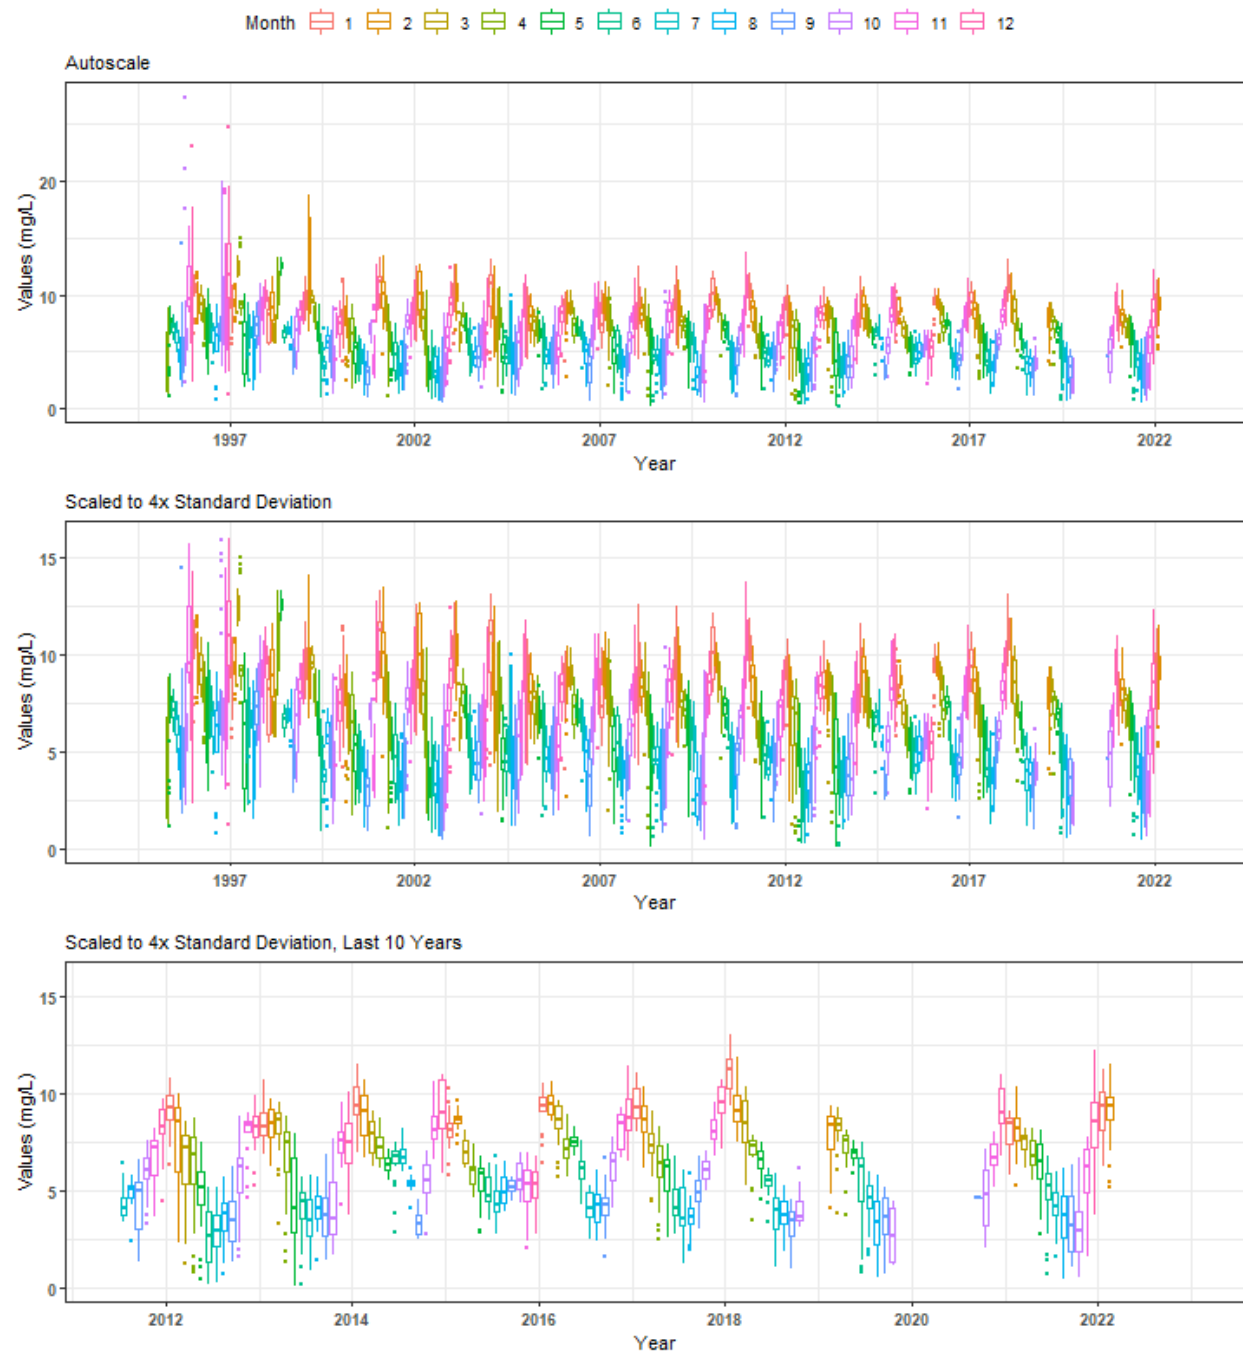 Month 1 2 3 4 5 6 7 8 9 10 11 12
Autoscale
Values (mg/L)
20
10
0
1997 2002 2007 2012 2017 2022
Year
Scaled to 4x Standard Deviation
Values (mg/L)
15
10
5
0
1997 2002 2007 2012 2017 2022
Year
Scaled to 4x Standard Deviation, Last 10 Years
Values (mg/L)
15
10
5
0
2012 2014 2016 2018 2020 2022
Year